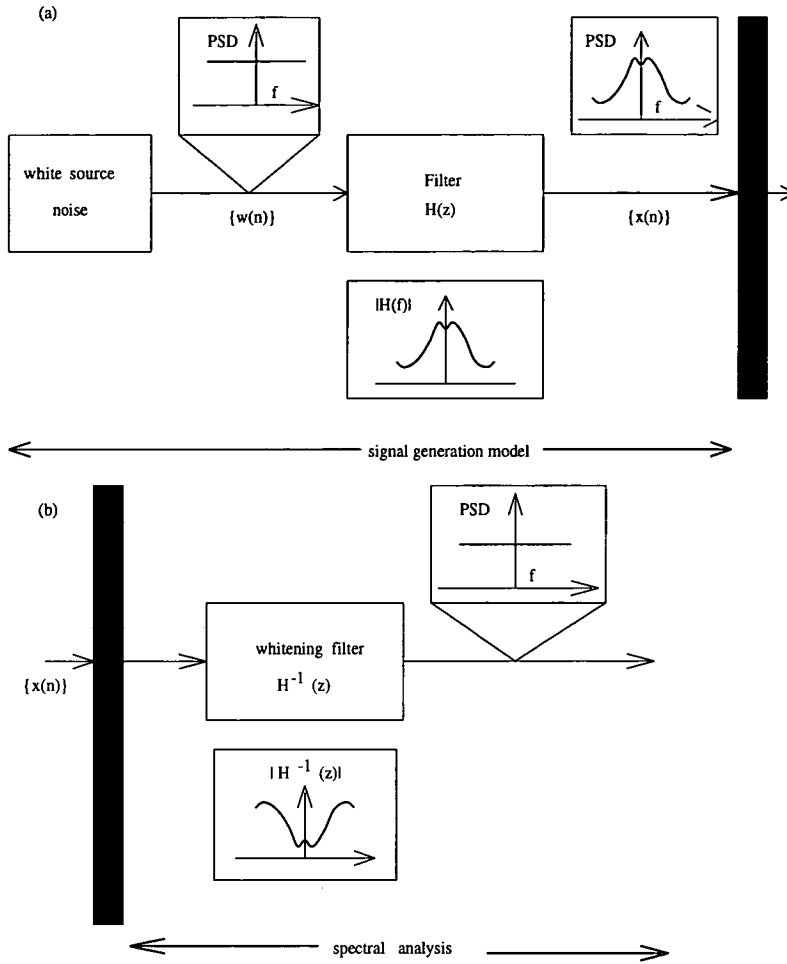 (a)
PSD
f
PSD
f
white source
noise
{w(n)}
Filter
H(z)
{x(n)}
|H(f)|
signal generation model
(b)
PSD
f
{x(n)}
whitening filter
H⁻¹ (z)
| H ⁻¹ (z)|
spectral analysis